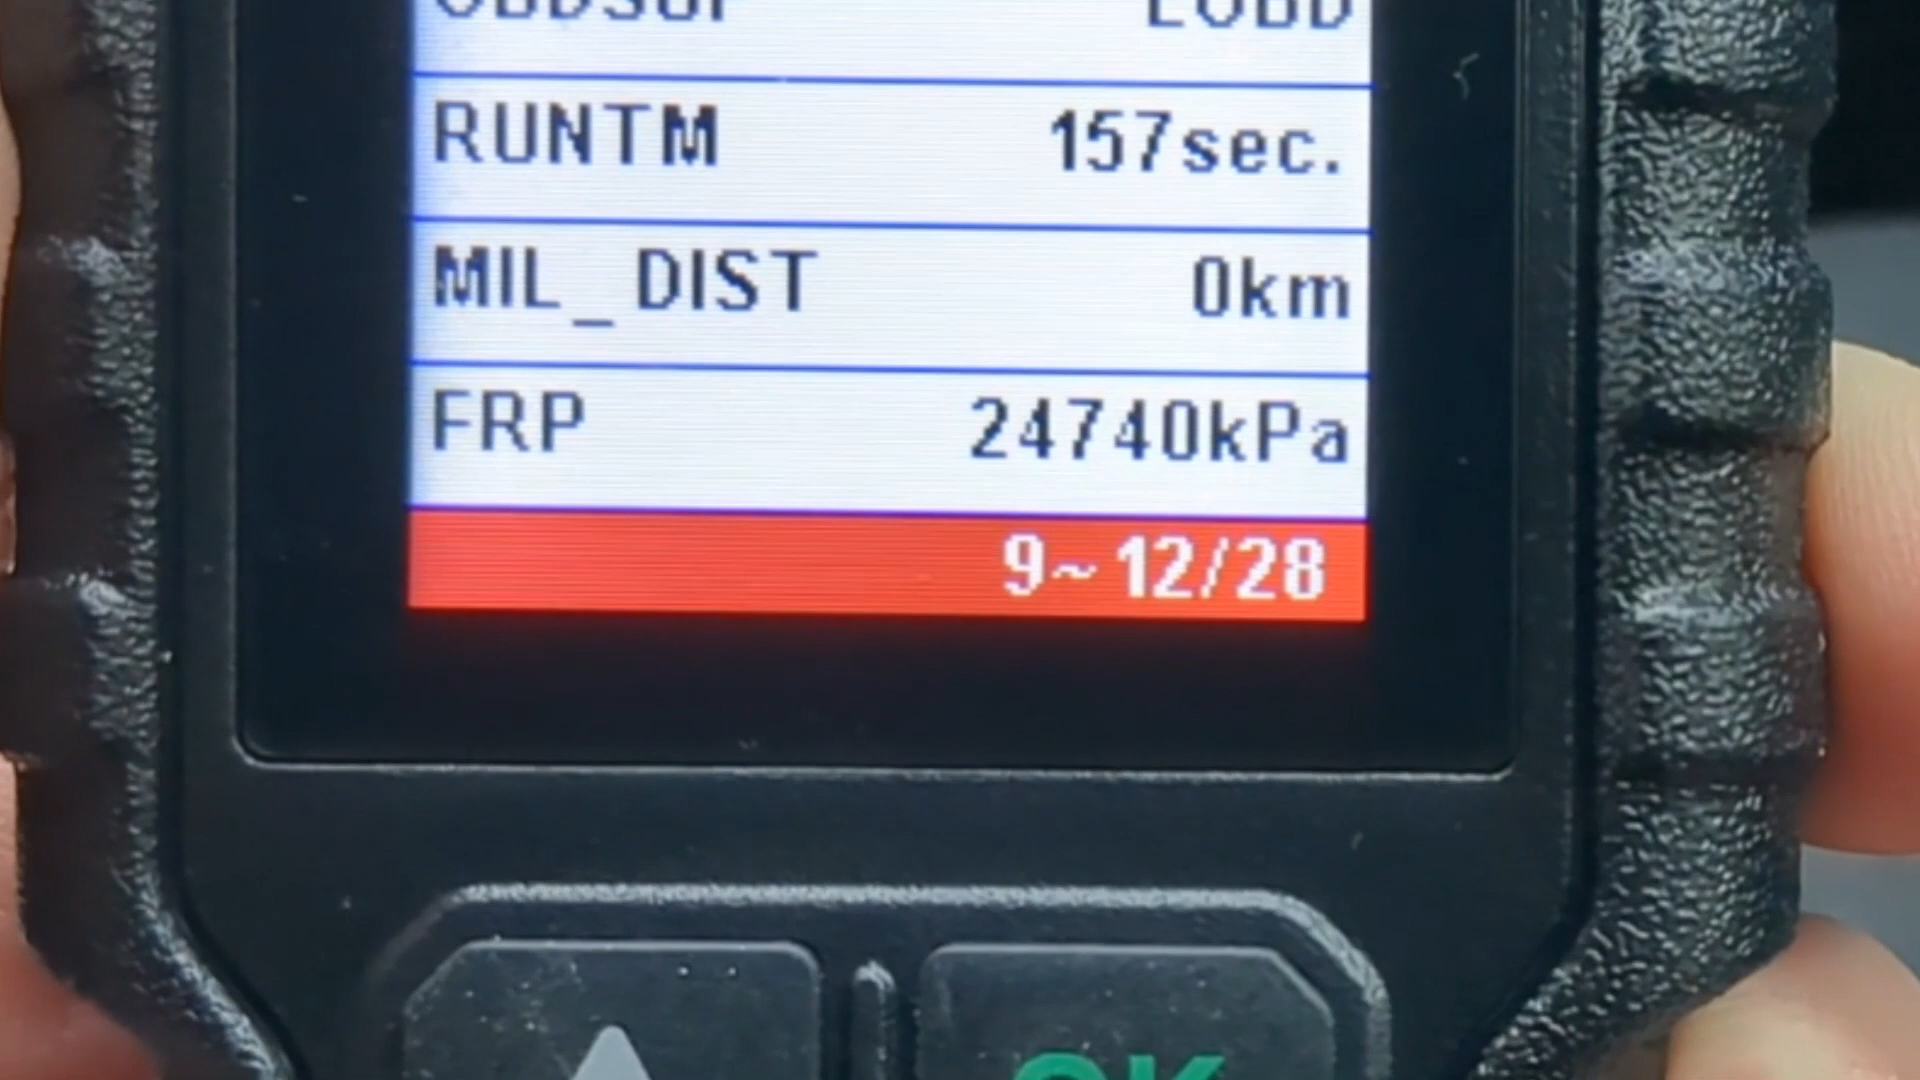 OBDSUP EOBD
RUNTM 157sec.
MIL_DIST 0km
FRP 24740kPa
9~12/28
OK